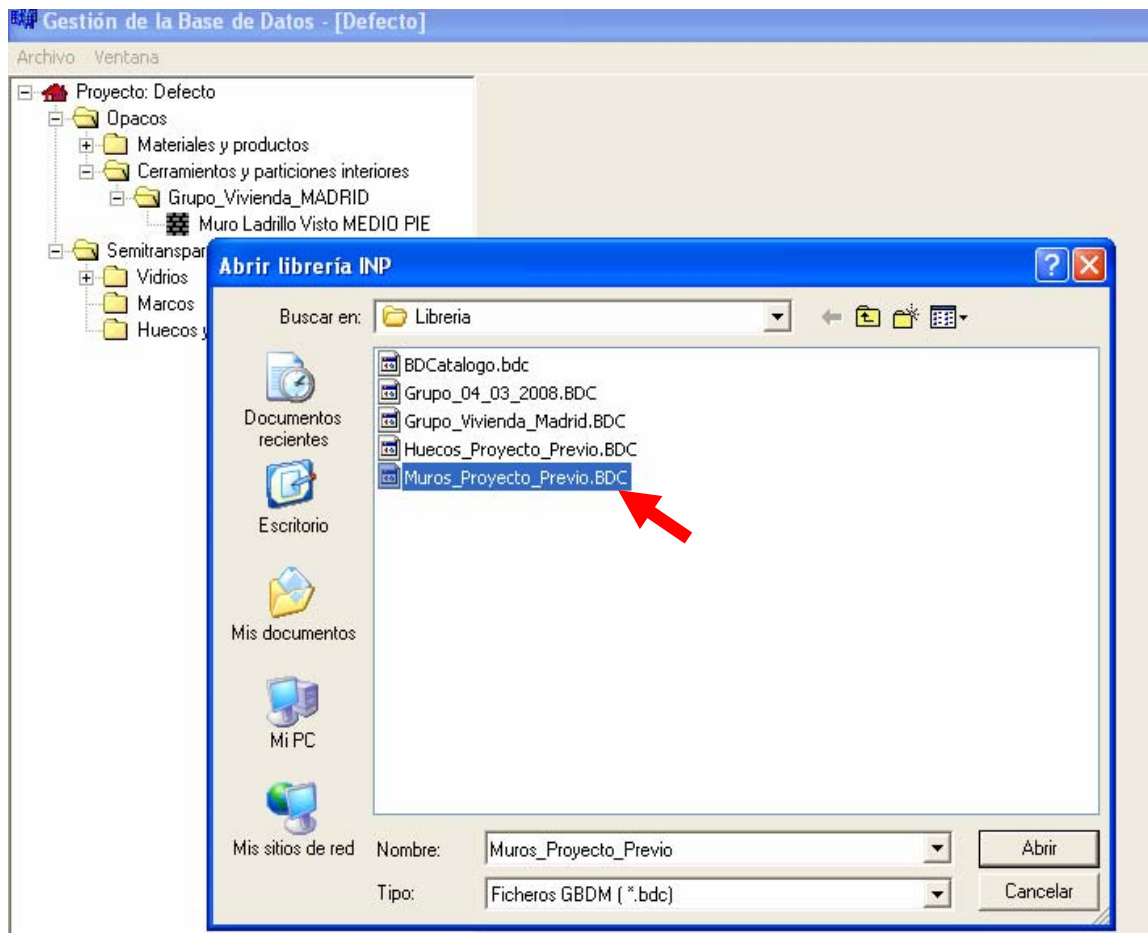 Gestión de la Base de Datos - [Defecto]
Archivo Ventana
Proyecto: Defecto
Opacos
Materiales y productos
Cerramientos y particiones interiores
Grupo_Vivienda_MADRID
Muro Ladrillo Visto MEDIO PIE
Semitranspar
Vidrios
Marcos
Huecos y
Abrir librería INP
Buscar en: Libreria
BDCatalogo.bdc
Grupo_04_03_2008.BDC
Grupo_Vivienda_Madrid.BDC
Huecos_Proyecto_Previo.BDC
Muros_Proyecto_Previo.BDC
Documentos
recientes
Escritorio
Mis documentos
Mi PC
Mis sitios de red
Nombre: Muros_Proyecto_Previo Abrir
Tipo: Ficheros GBDM ( *.bdc) Cancelar